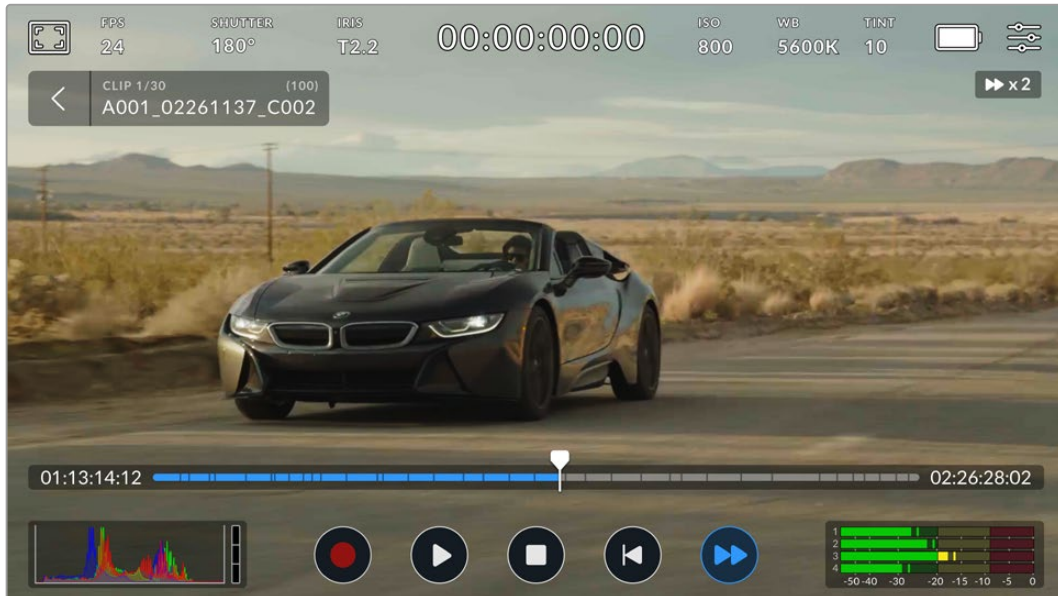 FPS SHUTTER IRIS 00:00:00:00 ISO WB TINT
24 180° T2.2 800 5600K 10
CLIP 1/30 (100)
A001_02261137_C002
x2
01:13:14:12 02:26:28:02
1
2
3
4
-50 -40 -30 -20 -15 -10 -5 0